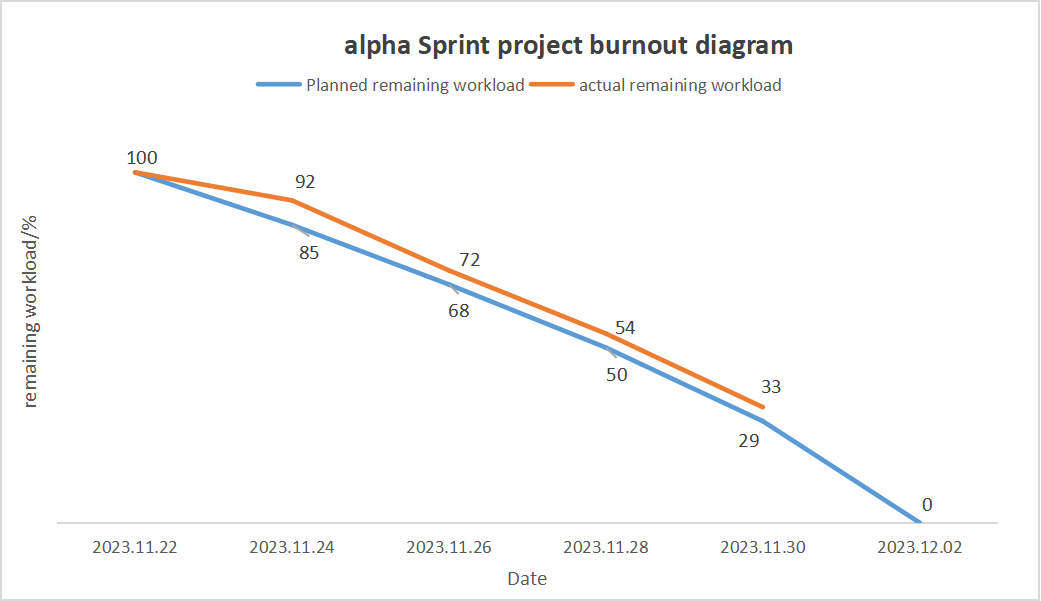 alpha Sprint project burnout diagram
Planned remaining workload actual remaining workload
100
92
85
72
68
54
50
33
29
0
remaining workload/%
2023.11.22 2023.11.24 2023.11.26 2023.11.28 2023.11.30 2023.12.02
Date